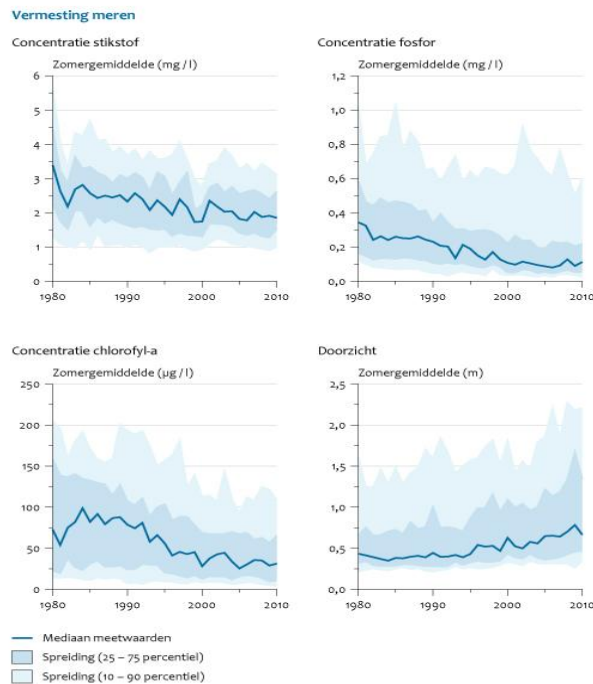 Vermesting meren
Concentratie stikstof
Zomergemiddelde (mg / l)
6
5
4
3
2
1
0
1980 1990 2000 2010
Concentratie fosfor
Zomergemiddelde (mg / l)
1,2
1,0
0,8
0,6
0,4
0,2
0,0
1980 1990 2000 2010
Concentratie chlorofyl-a
Zomergemiddelde (µg / l)
250
200
150
100
50
0
1980 1990 2000 2010
Doorzicht
Zomergemiddelde (m)
2,5
2,0
1,5
1,0
0,5
0,0
1980 1990 2000 2010
Mediaan meetwaarden
Spreiding (25 – 75 percentiel)
Spreiding (10 – 90 percentiel)